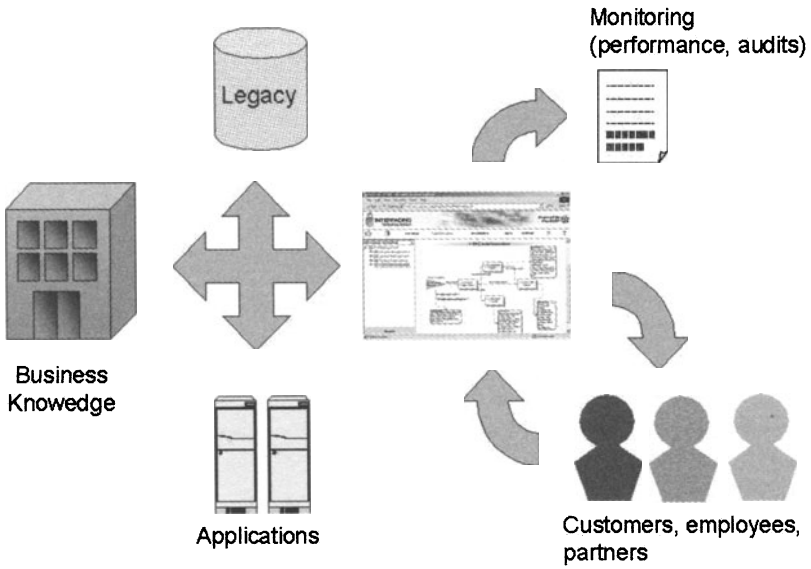 Monitoring
(performance, audits)
Legacy
Business
Knowedge
Applications
Customers, employees,
partners